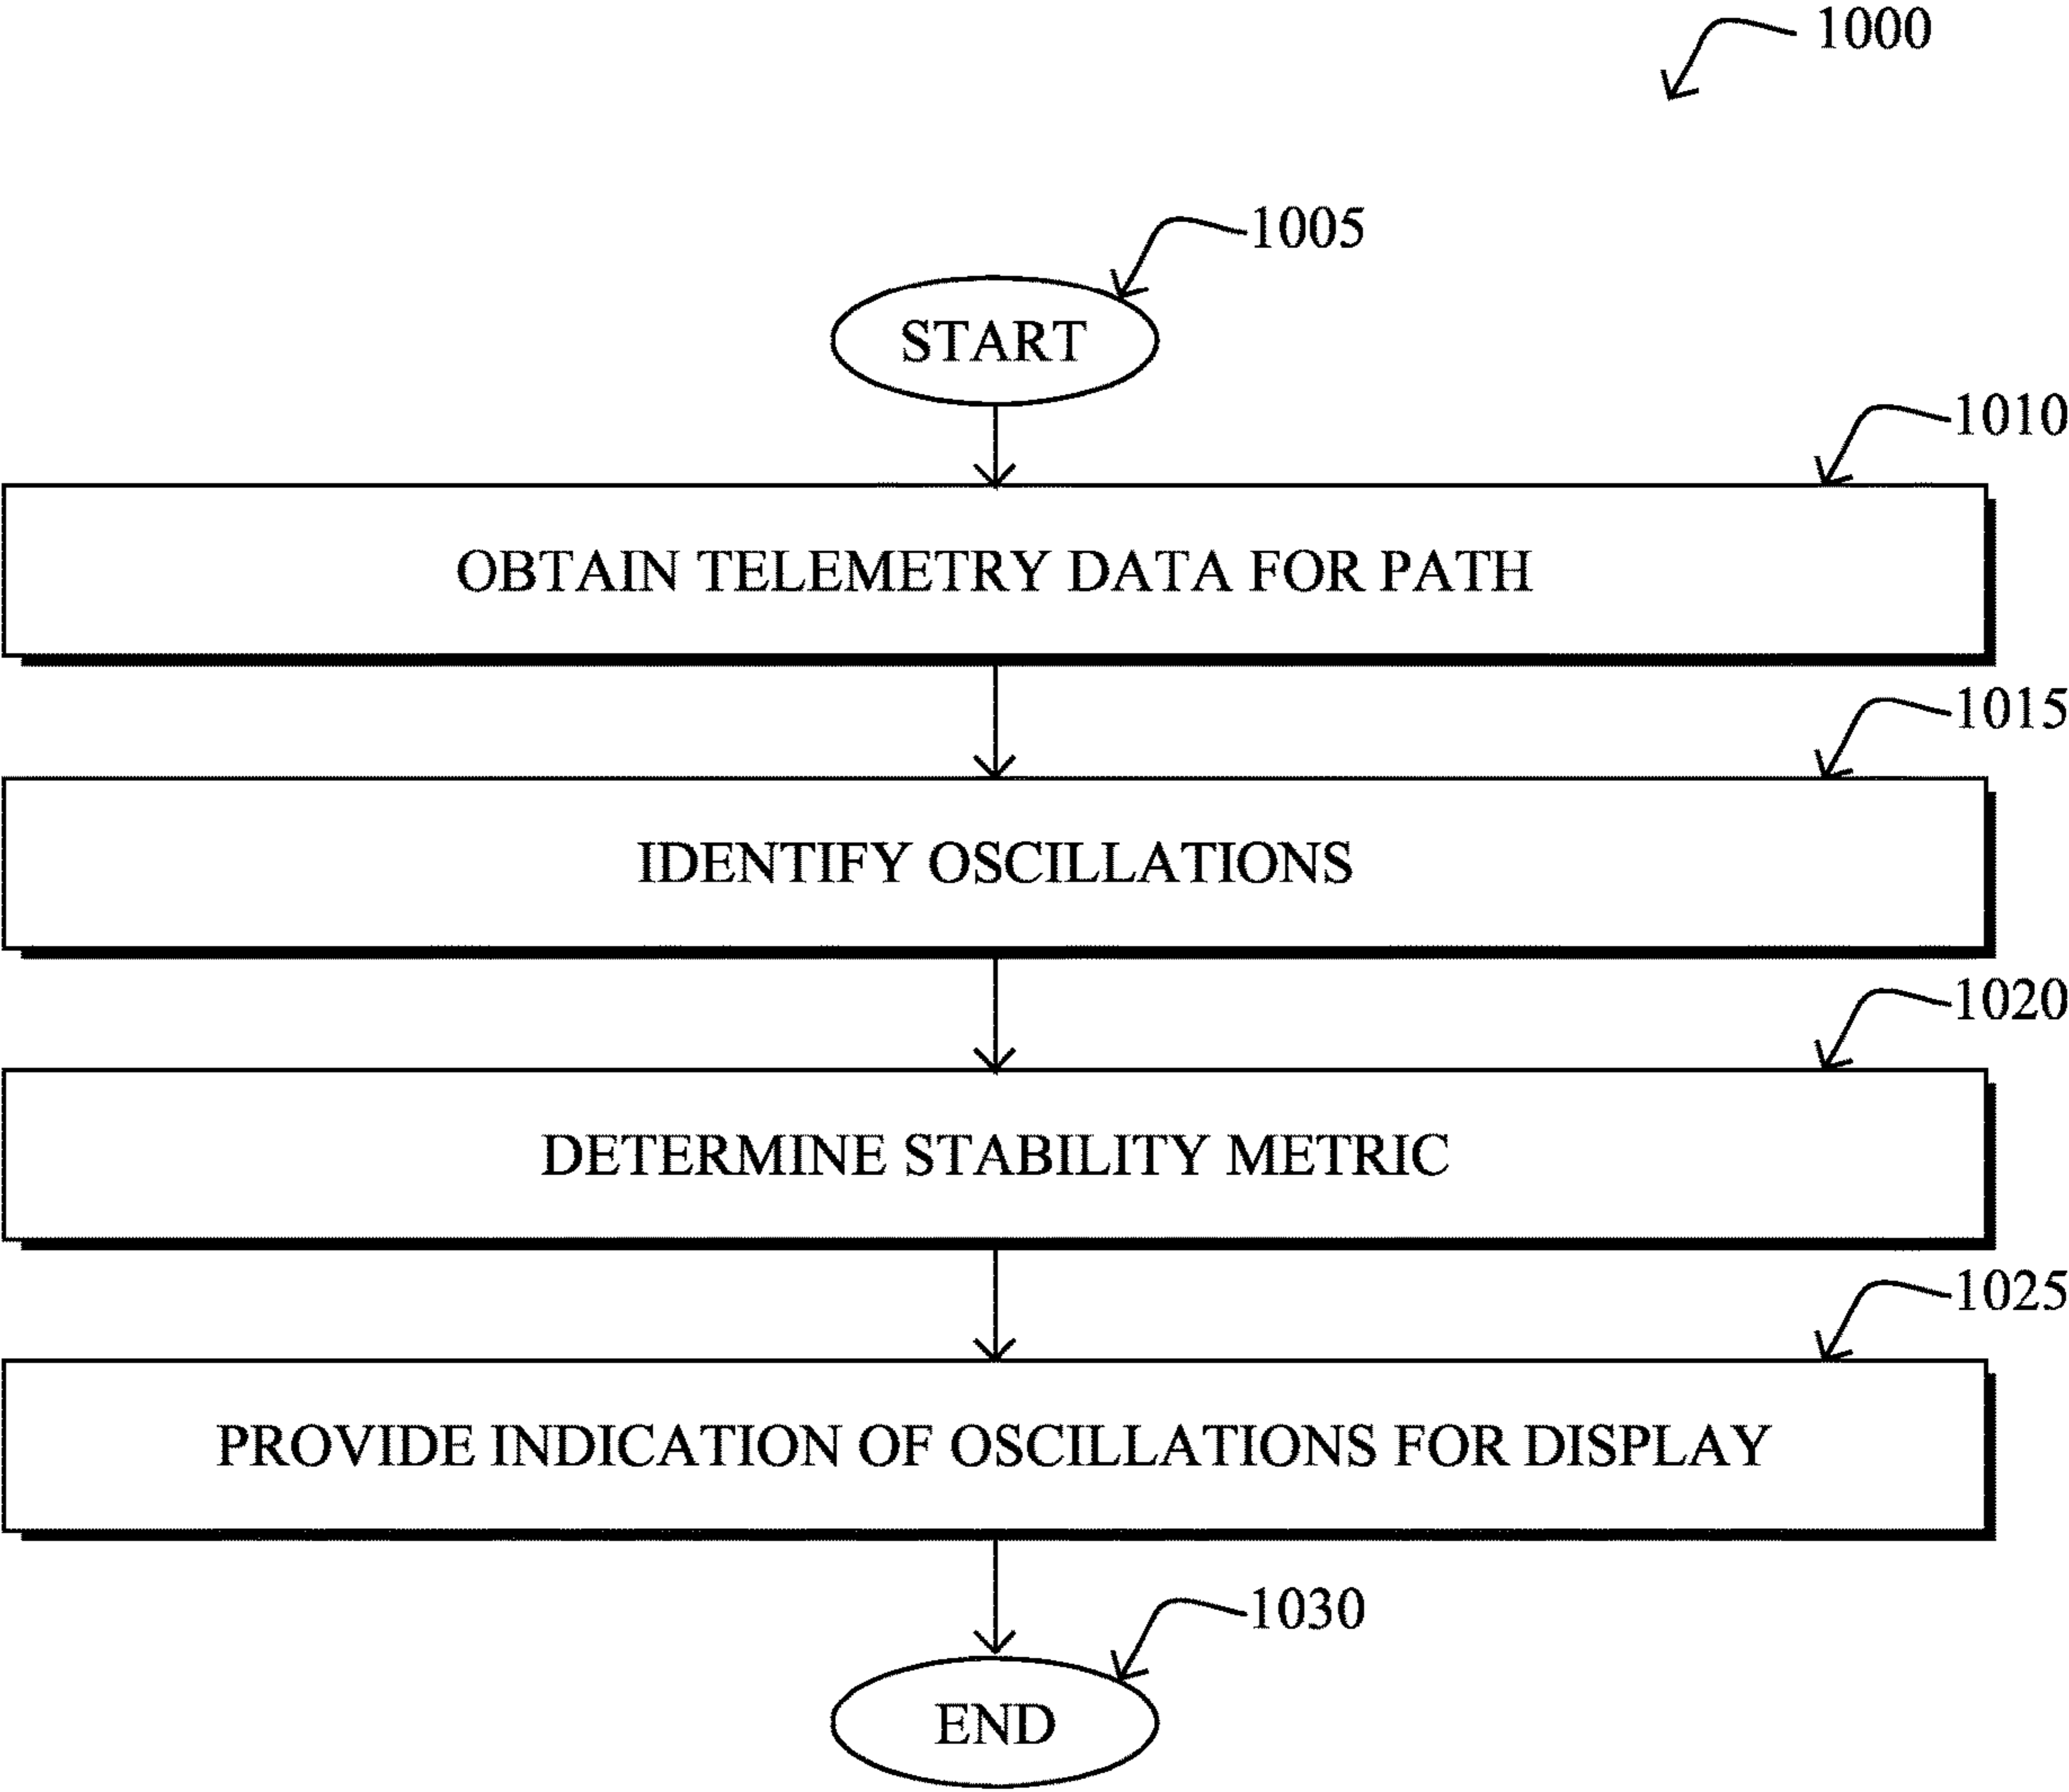 1000
1005
START
1010
OBTAIN TELEMETRY DATA FOR PATH
1015
IDENTIFY OSCILLATIONS
1020
DETERMINE STABILITY METRIC
1025
PROVIDE INDICATION OF OSCILLATIONS FOR DISPLAY
1030
END